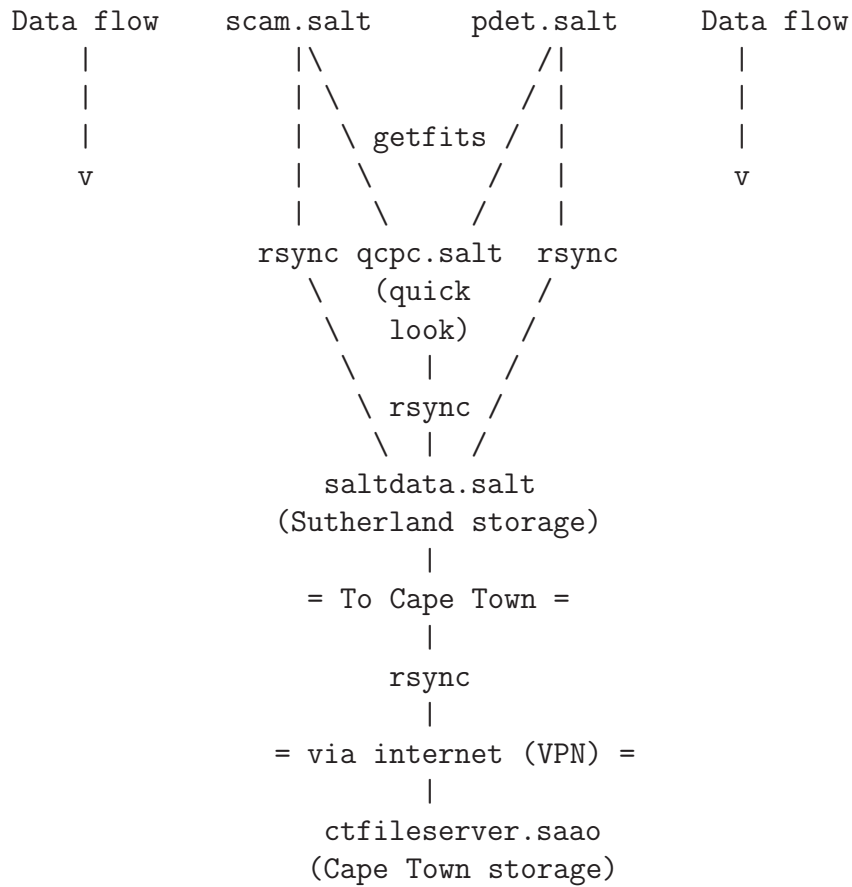 Data flow scam.salt pdet.salt Data flow
| |\ /| |
| | \ / | |
| | \ getfits / | |
v | \ / | v
| \ / |
rsync qcpc.salt rsync
\ (quick /
\ look) /
\ | /
\ rsync /
\ | /
saltdata.salt
(Sutherland storage)
|
= To Cape Town =
|
rsync
|
= via internet (VPN) =
|
ctfileserver.saao
(Cape Town storage)